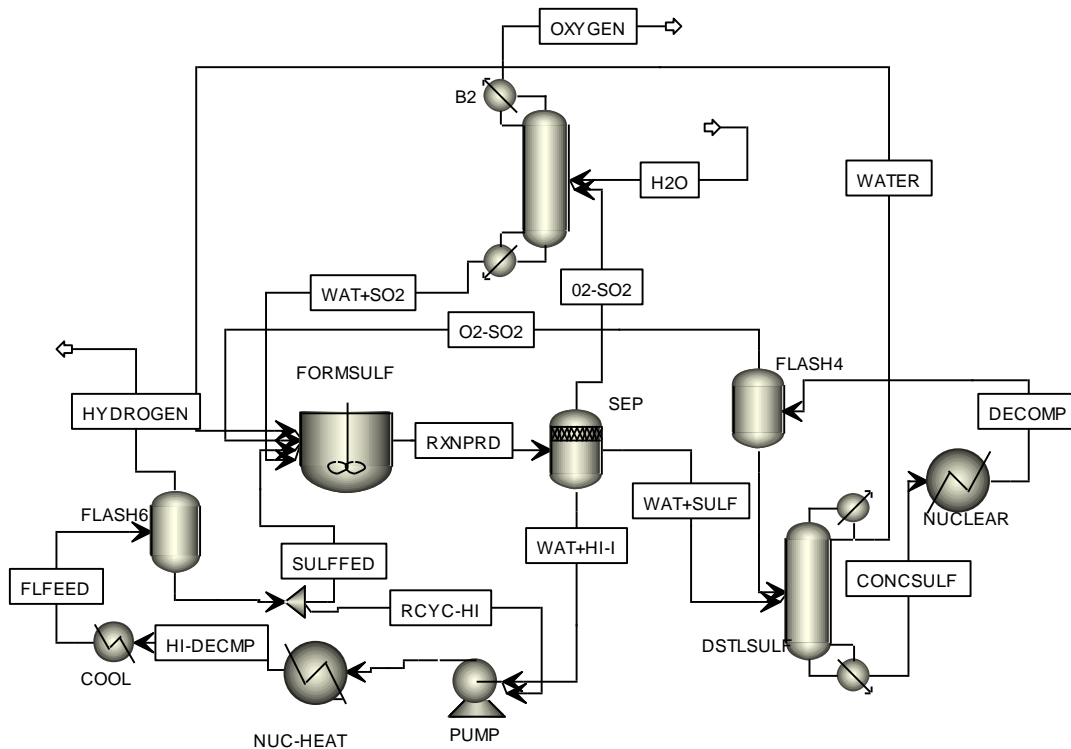 OXYGEN
B2
H2O
WATER
WAT+SO2
02-SO2
O2-SO2
FLASH4
FORMSULF
SEP
HYDROGEN
DECOMP
RXNPRD
WAT+SULF
NUCLEAR
FLASH6
WAT+HI-I
SULFFED
CONCSULF
FLFEED
RCYC-HI
HI-DECMP
DSTLSULF
COOL
PUMP
NUC-HEAT